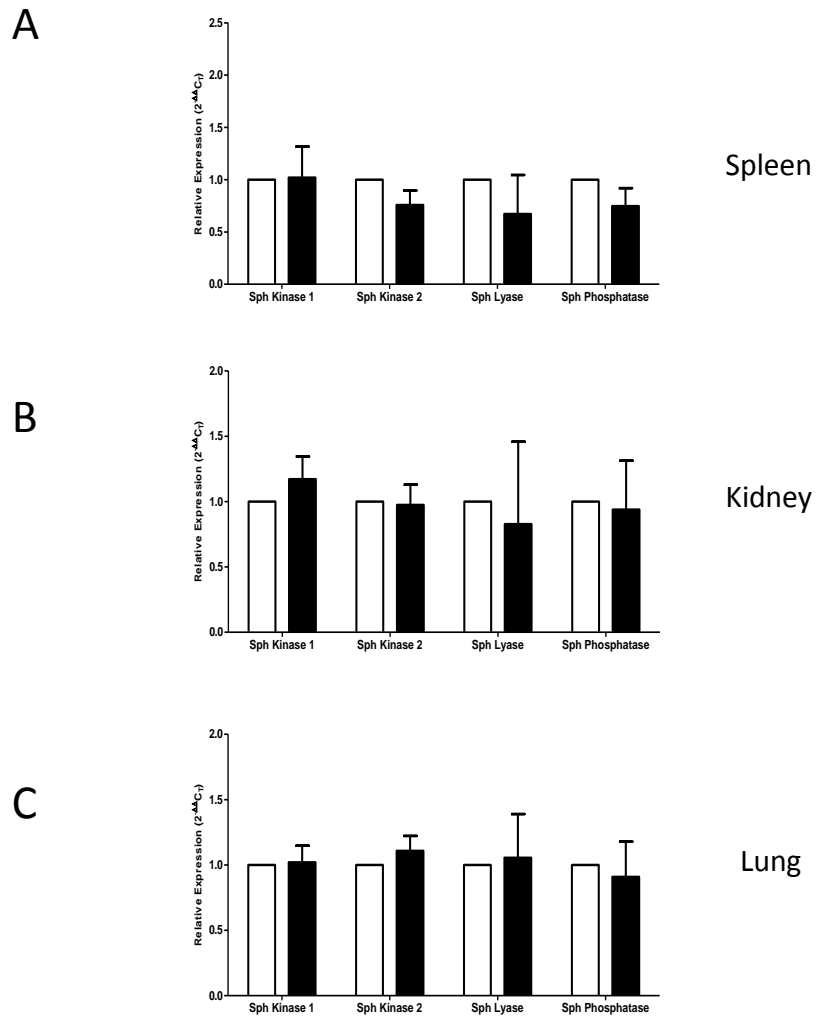 A
Relative Expression (2-ΔΔCT)
2.5
2.0
1.5
1.0
0.5
0.0
Sph Kinase 1 Sph Kinase 2 Sph Lyase Sph Phosphatase
Spleen
B
Relative Expression (2-ΔΔCT)
2.0
1.5
1.0
0.5
0.0
Sph Kinase 1 Sph Kinase 2 Sph Lyase Sph Phosphatase
Kidney
C
Relative Expression (2-ΔΔCT)
2.0
1.5
1.0
0.5
0.0
Sph Kinase 1 Sph Kinase 2 Sph Lyase Sph Phosphatase
Lung